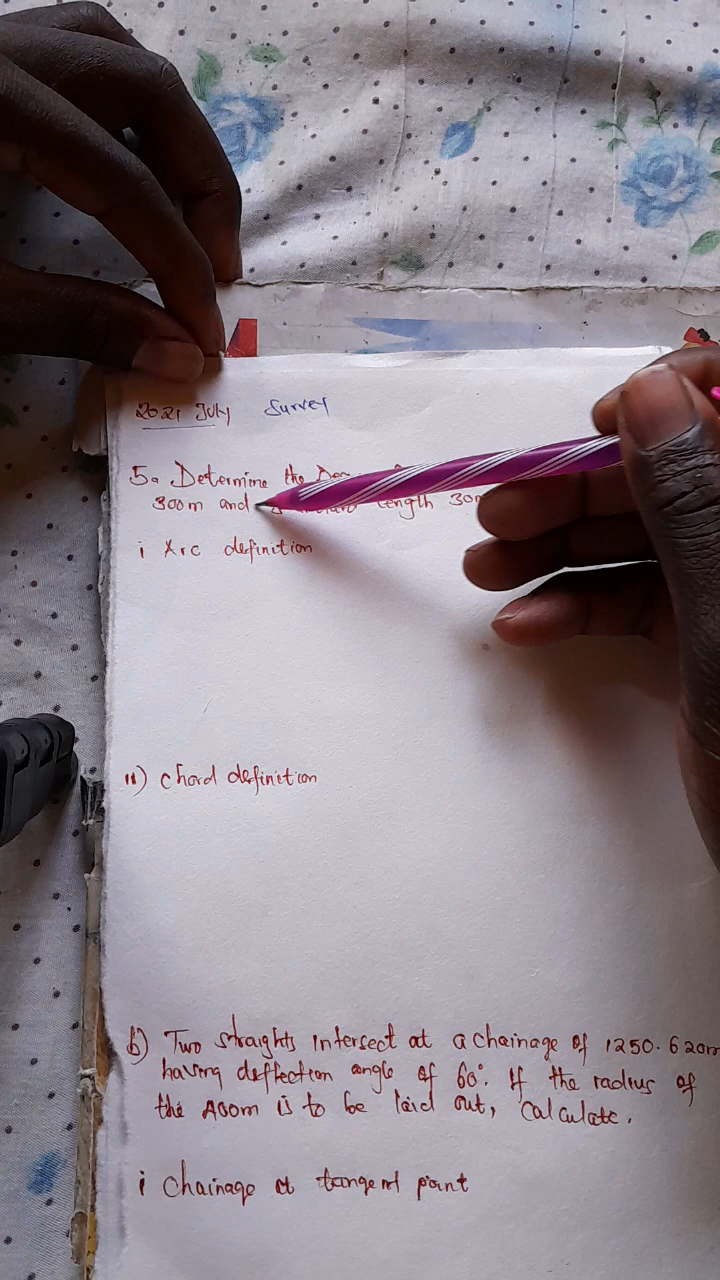 2021 July Survey
5a Determine the
300m and length
i Arc definition
ii) chord definition
b) Two straights intersect at a chainage of 1250.620m
having deflection angle of 60°. If the radius of
the is to be laid out, Calculate.
i chainage at tangent point